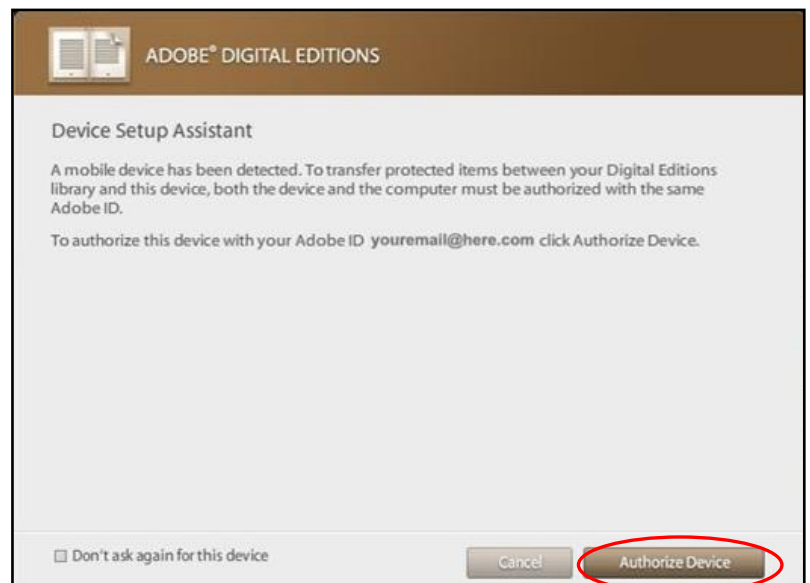 ADOBE® DIGITAL EDITIONS
Device Setup Assistant
A mobile device has been detected. To transfer protected items between your Digital Editions
library and this device, both the device and the computer must be authorized with the same
Adobe ID.
To authorize this device with your Adobe ID youremail@here.com click Authorize Device.
Don't ask again for this device
Cancel
Authorize Device